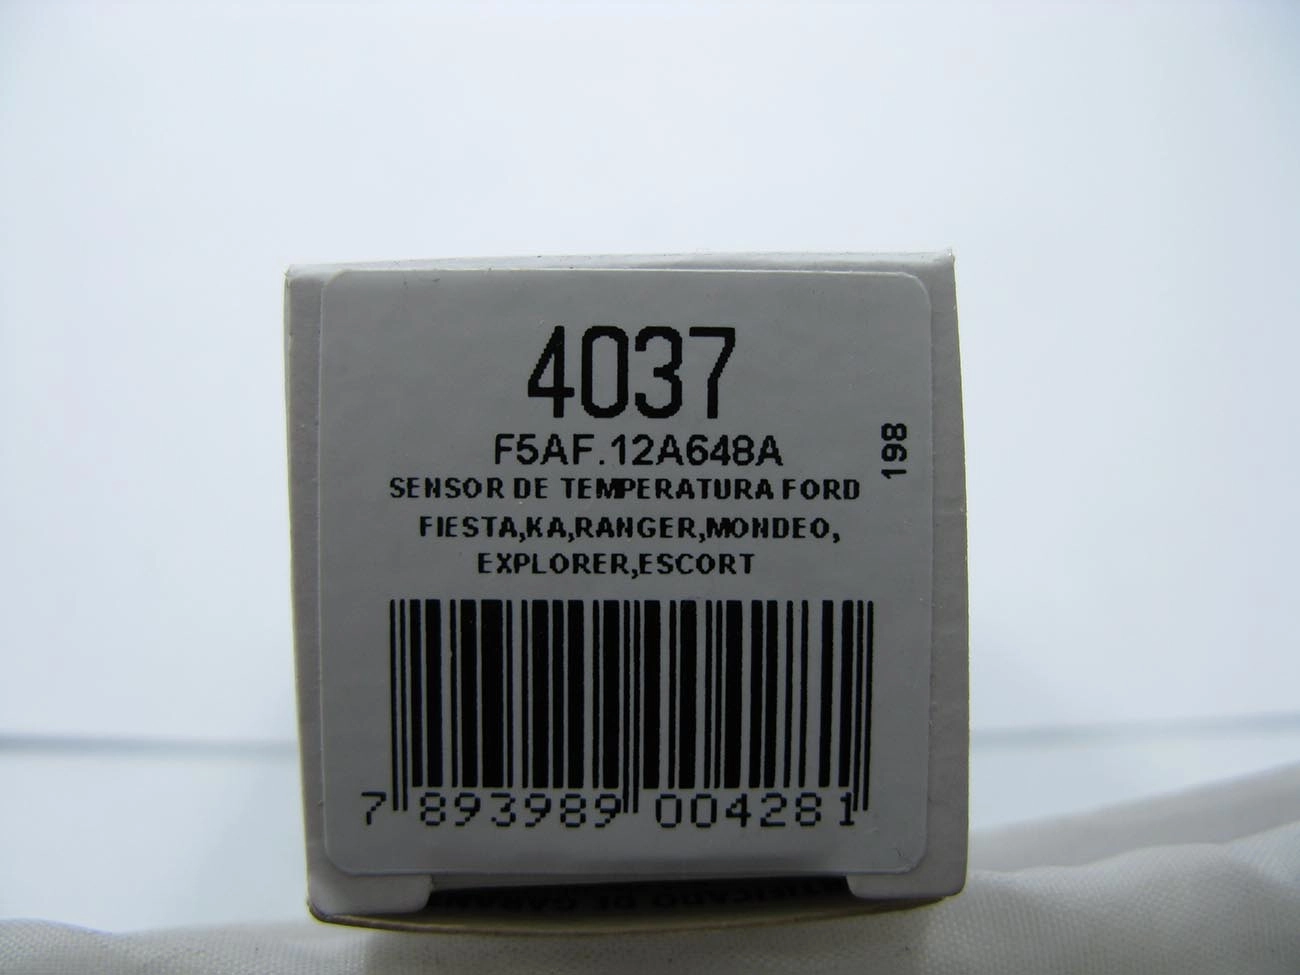 4037
F5AF.12A648A
198
SENSOR DE TEMPERATURA FORD
FIESTA,KA,RANGER,MONDEO,
EXPLORER,ESCORT
7 893989 004281